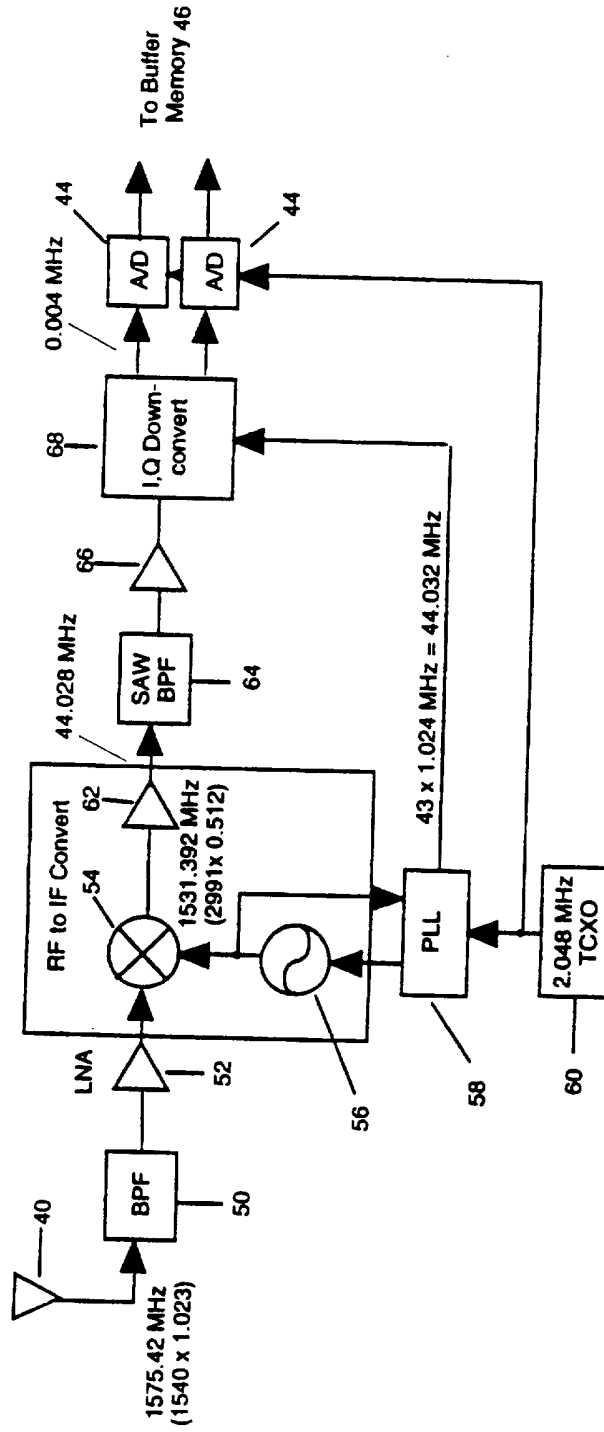 40
1575.42 MHz
(1540 x 1.023)
BPF
50
LNA
52
RF to IF Convert
54
62
1531.392 MHz
(2991x 0.512)
56
44.028 MHz
SAW
BPF
64
66
68
I,Q Down-
convert
0.004 MHz
44
A/D
A/D
44
To Buffer
Memory 46
PLL
58
43 x 1.024 MHz = 44.032 MHz
2.048 MHz
TCXO
60